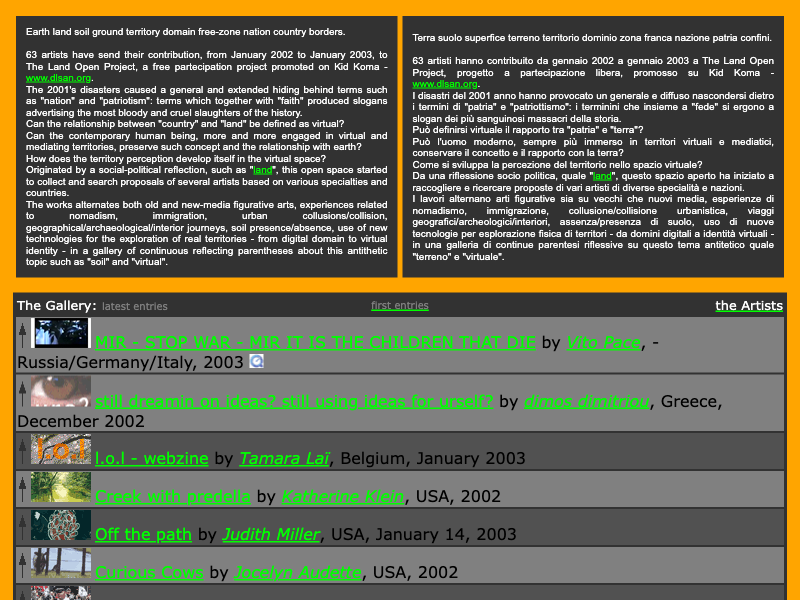 Earth land soil ground territory domain free-zone nation country borders.
63 artists have send their contribution, from January 2002 to January 2003, to
The Land Open Project, a free partecipation project promoted on Kid Koma -
www.dlsan.org.
The 2001's disasters caused a general and extended hiding behind terms such
as "nation" and "patriotism": terms which together with "faith" produced slogans
advertising the most bloody and cruel slaughters of the history.
Can the relationship between "country" and "land" be defined as virtual?
Can the contemporary human being, more and more engaged in virtual and
mediating territories, preserve such concept and the relationship with earth?
How does the territory perception develop itself in the virtual space?
Originated by a social-political reflection, such as "land", this open space started
to collect and search proposals of several artists based on various specialties and
countries.
The works alternates both old and new-media figurative arts, experiences related
to nomadism, immigration, urban collusions/collision,
geographical/archaeological/interior journeys, soil presence/absence, use of new
technologies for the exploration of real territories - from digital domain to virtual
identity - in a gallery of continuous reflecting parentheses about this antithetic
topic such as "soil" and "virtual".
Terra suolo superfice terreno territorio dominio zona franca nazione patria confini.
63 artisti hanno contribuito da gennaio 2002 a gennaio 2003 a The Land Open
Project, progetto a partecipazione libera, promosso su Kid Koma -
www.dlsan.org.
I disastri del 2001 anno hanno provocato un generale e diffuso nascondersi dietro
i termini di "patria" e "patriottismo": i terminini che insieme a "fede" si ergono a
slogan dei più sanguinosi massacri della storia.
Può definirsi virtuale il rapporto tra "patria" e "terra"?
Può l'uomo moderno, sempre più immerso in territori virtuali e mediatici,
conservare il concetto e il rapporto con la terra?
Come si sviluppa la percezione del territorio nello spazio virtuale?
Da una riflessione socio politica, quale "land", questo spazio aperto ha iniziato a
raccogliere e ricercare proposte di vari artisti di diverse specialità e nazioni.
I lavori alternano arti figurative sia su vecchi che nuovi media, esperienze di
nomadismo, immigrazione, collusione/collisione urbanistica, viaggi
geografici/archeologici/interiori, assenza/presenza di suolo, uso di nuove
tecnologie per esplorazione fisica di territori - da domini digitali a identità virtuali -
in una galleria di continue parentesi riflessive su questo tema antitetico quale
"terreno" e "virtuale".
The Gallery: latest entries first entries the Artists
MIR - STOP WAR - MIR IT IS THE CHILDREN THAT DIE by Vito Pace, -
Russia/Germany/Italy, 2003
still dreamin on ideas? still using ideas for urself? by dimos dimitriou, Greece,
December 2002
l.o.l
l.o.l - webzine by Tamara Laï, Belgium, January 2003
Creek with predella by Katherine Klein, USA, 2002
Off the path by Judith Miller, USA, January 14, 2003
Curious Cows by Jocelyn Audette, USA, 2002